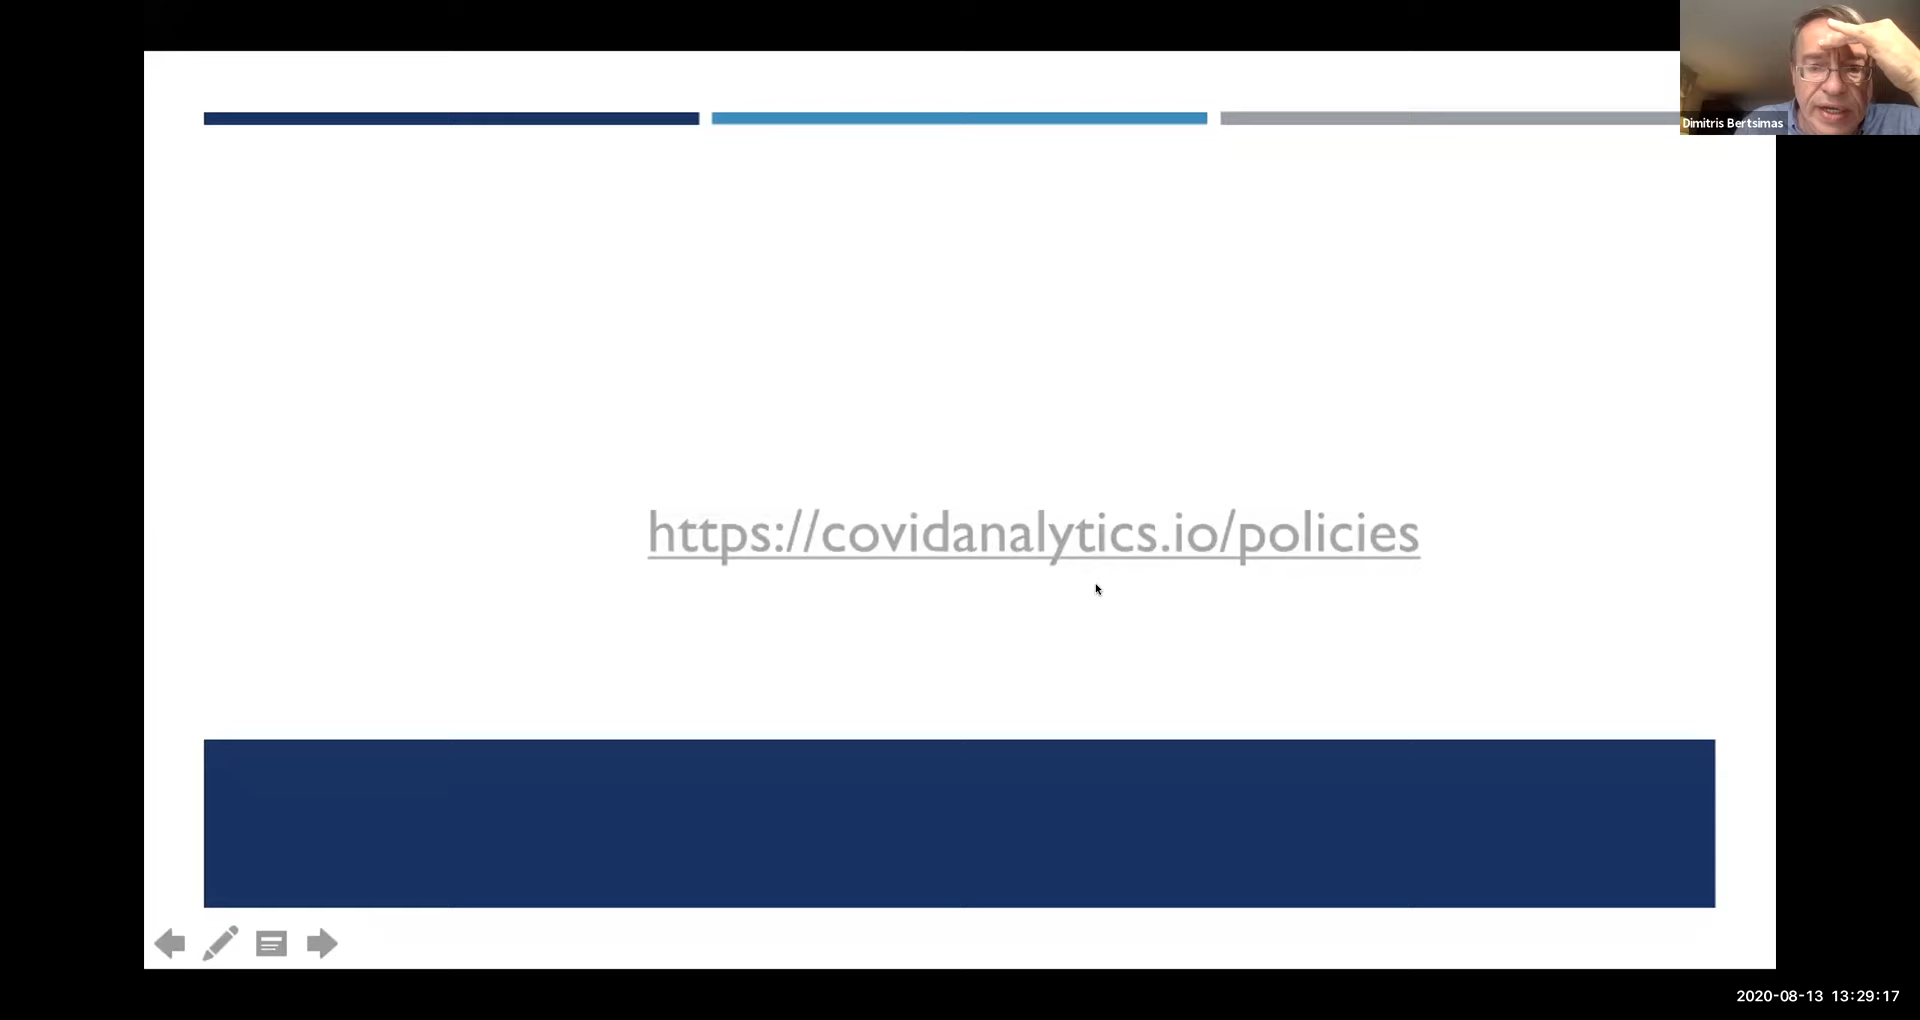 Dimitris Bertsimas
https://covidanalytics.io/policies
2020-08-13 13:29:17